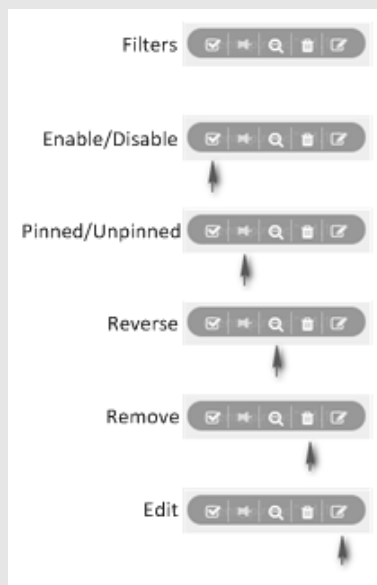 Filters
Enable/Disable
Pinned/Unpinned
Reverse
Remove
Edit